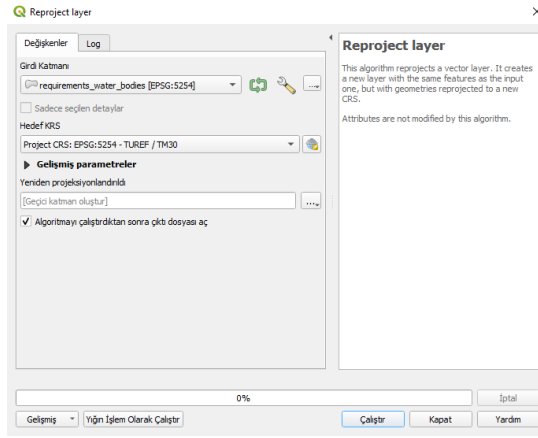 Reproject layer
Değişkenler
Log
Girdi Katmanı
requirements_water_bodies [EPSG:5254]
Sadece seçilen detaylar
Hedef KRS
Project CRS: EPSG:5254 - TUREF / TM30
Gelişmiş parametreler
Yeniden projeksiyonlandırıldı
[Geçici katman oluştur]
Algoritmayı çalıştırdıktan sonra çıktı dosyası aç
Reproject layer
This algorithm reprojects a vector layer. It creates
a new layer with the same features as the input
one, but with geometries reprojected to a new
CRS.
Attributes are not modified by this algorithm.
0%
İptal
Gelişmiş
Yığın İşlem Olarak Çalıştır
Çalıştır
Kapat
Yardım